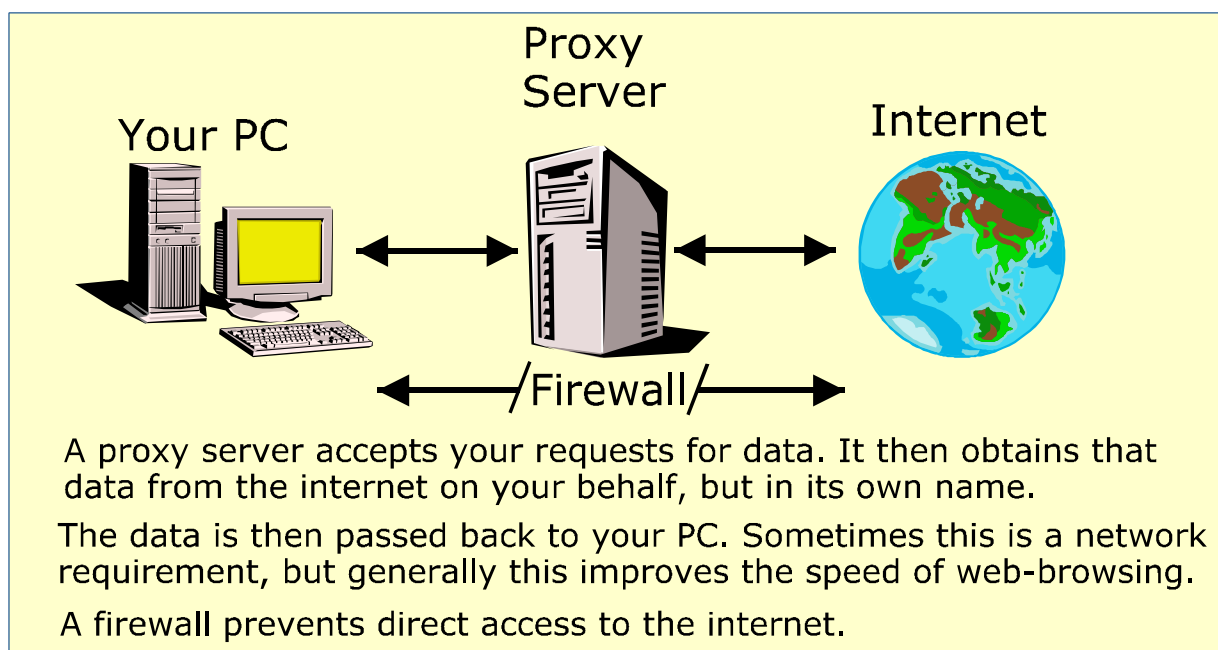 Proxy
Server
Your PC
Internet
/Firewall/
A proxy server accepts your requests for data. It then obtains that
data from the internet on your behalf, but in its own name.
The data is then passed back to your PC. Sometimes this is a network
requirement, but generally this improves the speed of web-browsing.
A firewall prevents direct access to the internet.